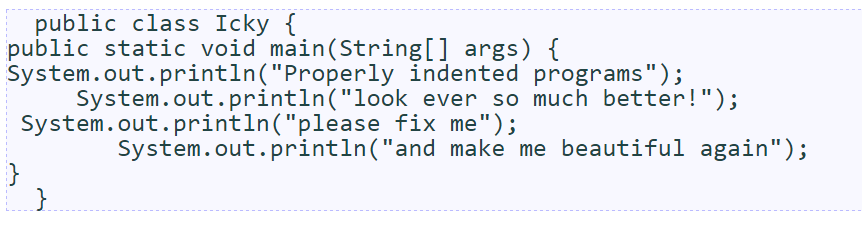 public class Icky {
public static void main(String[] args) {
System.out.println("Properly indented programs");
     System.out.println("look ever so much better!");
 System.out.println("please fix me");
        System.out.println("and make me beautiful again");
}
  }